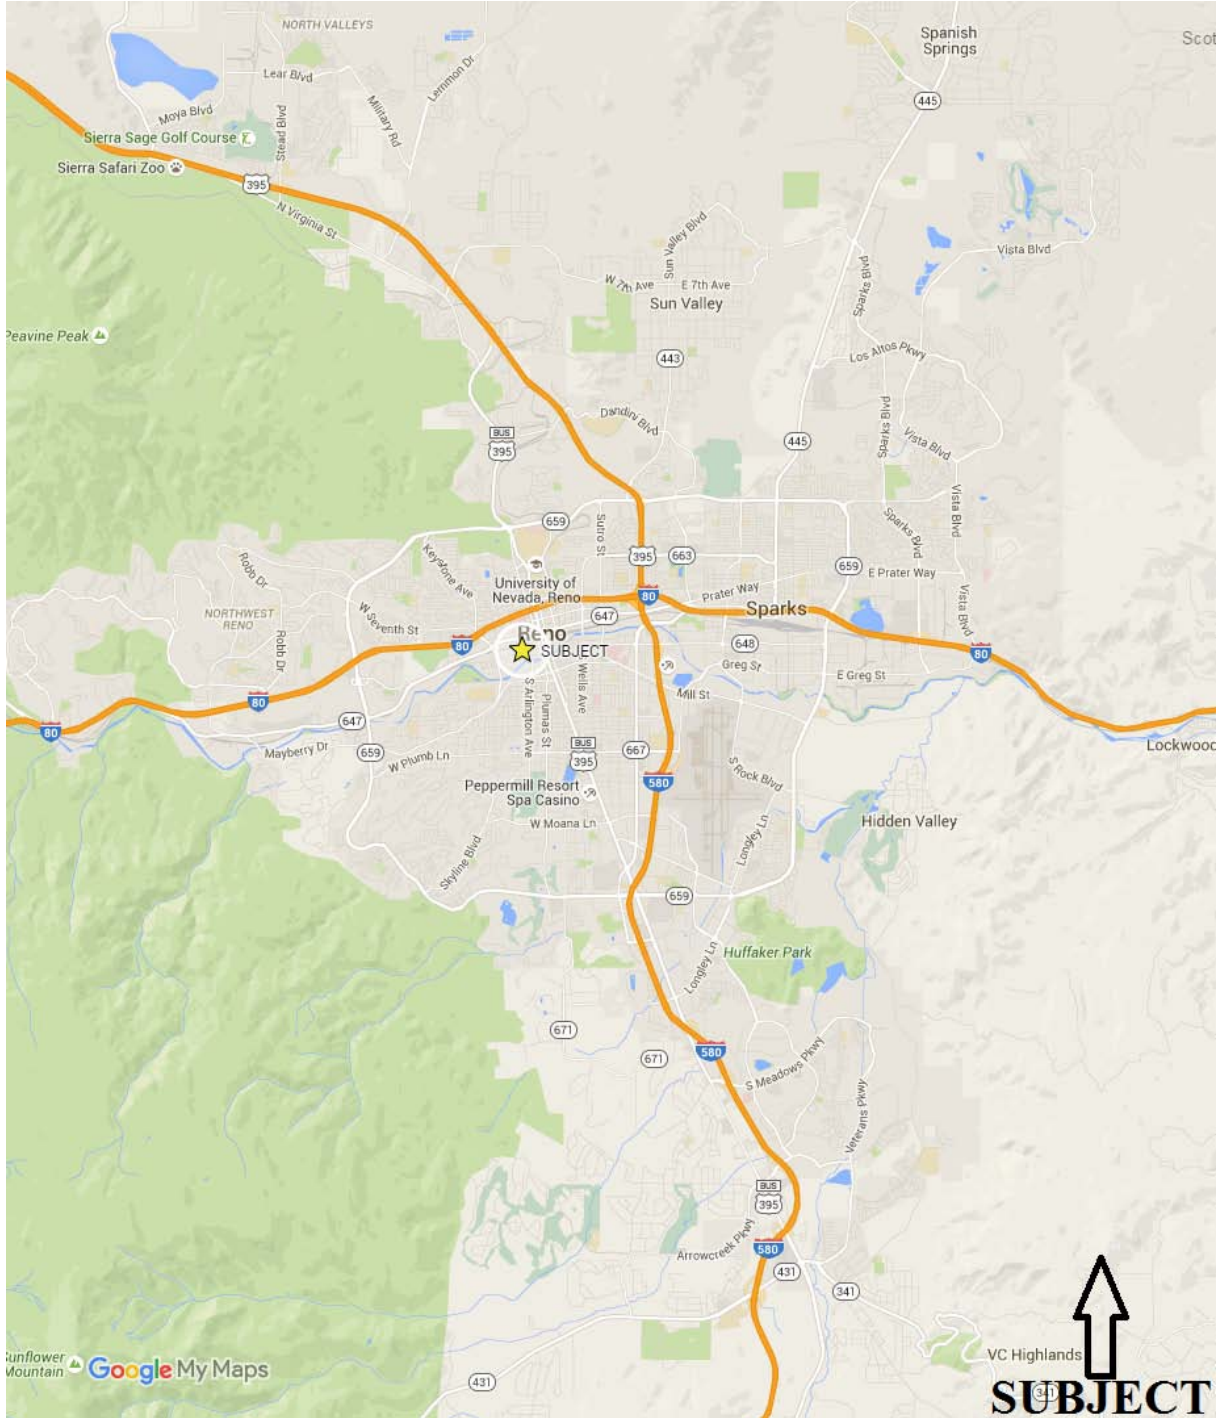 NORTH VALLEYS
Spanish
Springs
Scot
Lear Blvd
Lemmon Dr
Military Rd
Moya Blvd
Stead Blvd
445
Sierra Sage Golf Course
Sierra Safari Zoo
395
N Virginia St
Sun Valley Blvd
Vista Blvd
W 7th Ave
E 7th Ave
Sparks Blvd
Sun Valley
Peavine Peak
443
Los Altos Pkwy
Dandini Blvd
BUS
395
445
Sparks Blvd
Vista Blvd
Vista Blvd
659
Sutro St
Sparks Blvd
Keystone Ave
395
663
659
E Prater Way
Robb Dr
University of
Nevada, Reno
80
Prater Way
NORTHWEST
RENO
W Seventh St
647
Sparks
Vista Blvd
Reno
SUBJECT
80
648
80
Robb Dr
Greg St
E Greg St
Wells Ave
Mill St
80
S Arlington Ave
Plumas St
647
80
Mayberry Dr
659
W Plumb Ln
BUS
395
667
Lockwood
S Rock Blvd
580
Peppermill Resort
Spa Casino
W Moana Ln
Longley Ln
Hidden Valley
Skyline Blvd
659
Huffaker Park
Longley Ln
671
671
580
S Meadows Pkwy
Veterans Pkwy
BUS
395
Arrowcreek Pkwy
580
431
341
VC Highlands
Sunflower
Mountain
Google My Maps
431
341
SUBJECT